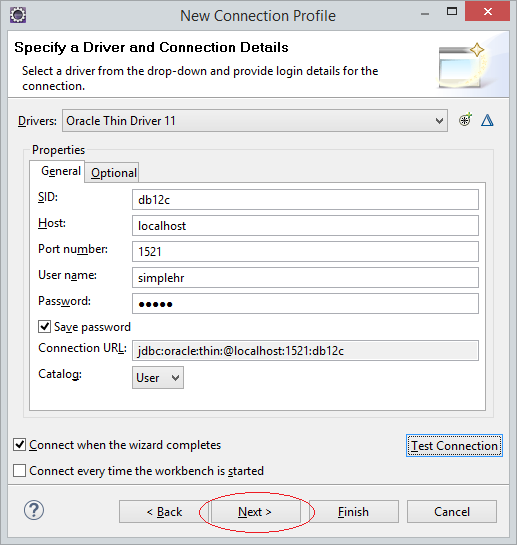 New Connection Profile
Specify a Driver and Connection Details
Select a driver from the drop-down and provide login details for the
connection.
Drivers: Oracle Thin Driver 11
Properties
General Optional
SID: db12c
Host: localhost
Port number: 1521
User name: simplehr
Password: ●●●●●
Save password
Connection URL: jdbc:oracle:thin:@localhost:1521:db12c
Catalog: User
Connect when the wizard completes
Test Connection
Connect every time the workbench is started
? < Back Next > Finish Cancel